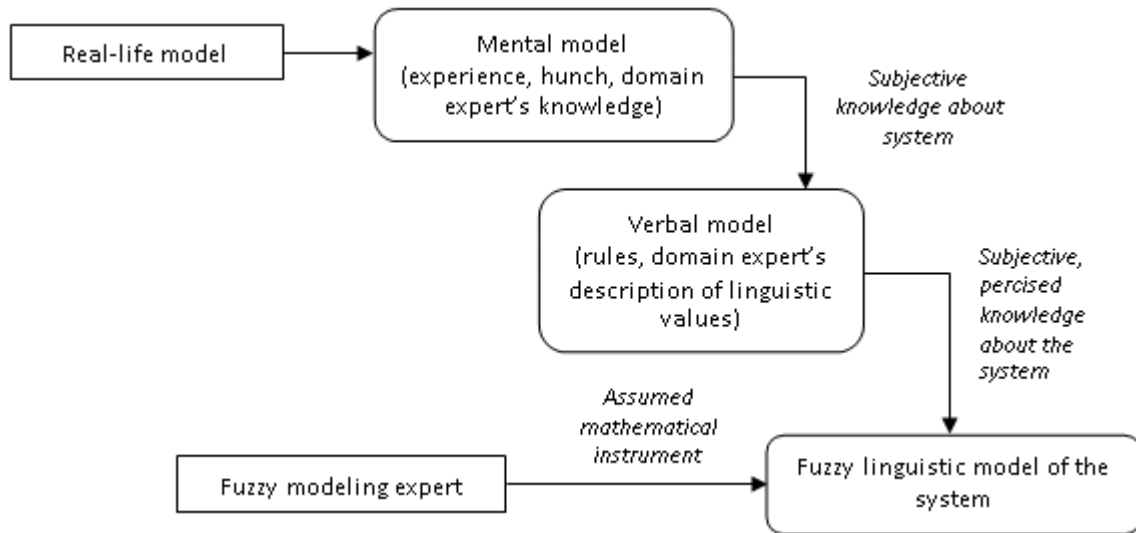 Real-life model
Mental model
(experience, hunch, domain
expert's knowledge)
Subjective
knowledge about
system
Verbal model
(rules, domain expert's
description of linguistic
values)
Subjective,
percised
knowledge
about the
system
Assumed
mathematical
instrument
Fuzzy modeling expert
Fuzzy linguistic model of the
system